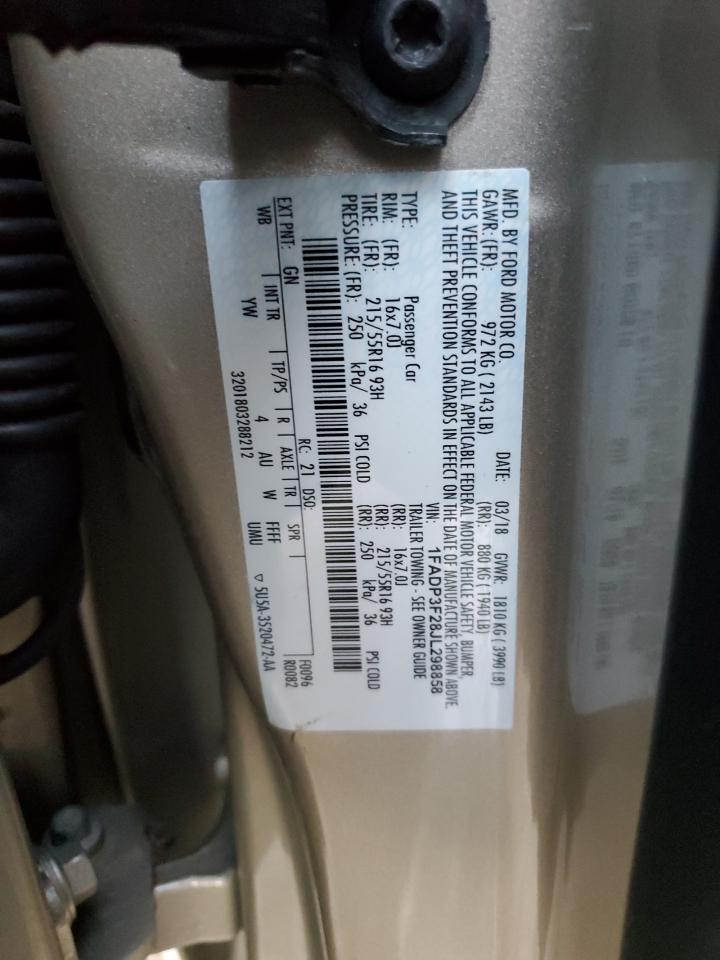 MFD. BY FORD MOTOR CO. DATE: 03/18 GVWR: 1810 KG ( 3990 LB)
GAWR: (FR): 972 KG ( 2143 LB) (RR): 880 KG ( 1940 LB)
THIS VEHICLE CONFORMS TO ALL APPLICABLE FEDERAL MOTOR VEHICLE SAFETY, BUMPER,
AND THEFT PREVENTION STANDARDS IN EFFECT ON THE DATE OF MANUFACTURE SHOWN ABOVE.
VIN: 1FADP3F28JL298858
TYPE: Passenger Car TRAILER TOWING - SEE OWNER GUIDE
RIM: (FR): 16x7.0J (RR): 16x7.0J
TIRE: (FR): 215/55R16 93H (RR): 215/55R16 93H
PRESSURE: (FR): 250 kPa/ 36 PSI COLD (RR): 250 kPa/ 36 PSI COLD
RC: 21 DSO: F0096
EXT PNT: GN R0082
WB INT TR TP/PS R AXLE TR SPR
YW 4 AU W FFFF UMU
3201803288212 ▽ 5U5A-3520472-AA